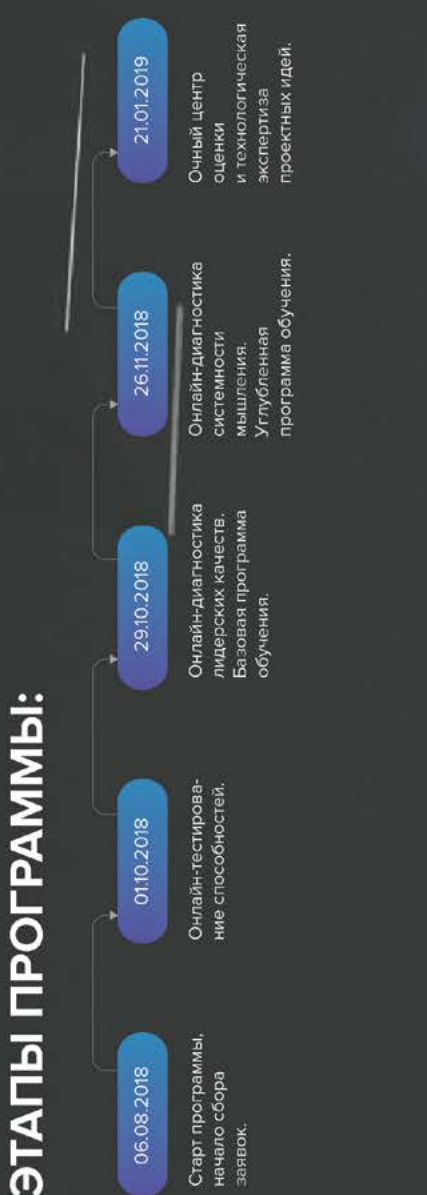 ЭТАПЫ ПРОГРАММЫ:
06.08.2018
Старт программы,
начало сбора
заявок.
01.10.2018
Онлайн-тестирова-
ние способностей.
29.10.2018
Онлайн-диагностика
лидерских качеств.
Базовая программа
обучения.
26.11.2018
Онлайн-диагностика
системности
мышления.
Углубленная
программа обучения.
21.01.2019
Очный центр
оценки
и технологическая
экспертиза
проектных идей.